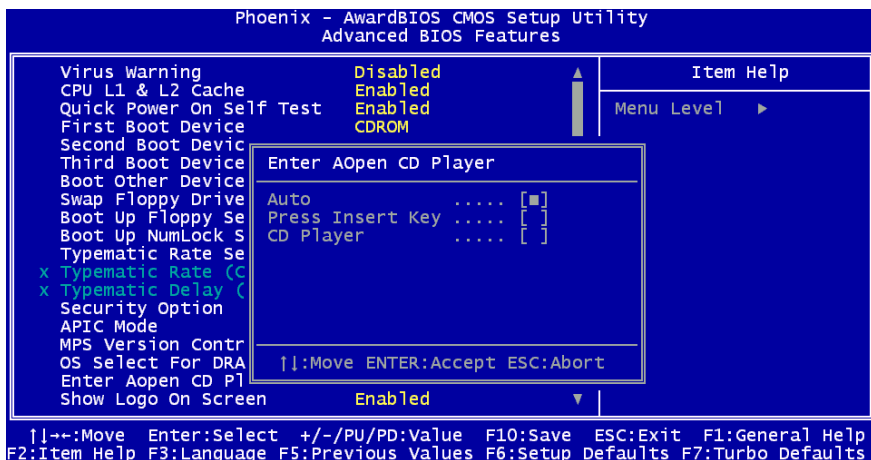 Phoenix - AwardBIOS CMOS Setup Utility
Advanced BIOS Features
Virus Warning Disabled
CPU L1 & L2 Cache Enabled
Quick Power On Self Test Enabled
First Boot Device CDROM
Second Boot Devic
Third Boot Device
Boot Other Device
Swap Floppy Drive
Boot Up Floppy Se
Boot Up NumLock S
Typematic Rate Se
x Typematic Rate (C
x Typematic Delay (
Security Option
APIC Mode
MPS Version Contr
OS Select For DRA
Enter Aopen CD Pl
Show Logo On Screen Enabled
Item Help
Menu Level ▶
Enter AOpen CD Player
Auto ..... [■]
Press Insert Key ..... [ ]
CD Player ..... [ ]
↑↓:Move ENTER:Accept ESC:Abort
↑↓→←:Move Enter:Select +/-/PU/PD:Value F10:Save ESC:Exit F1:General Help
F2:Item Help F3:Language F5:Previous Values F6:Setup Defaults F7:Turbo Defaults